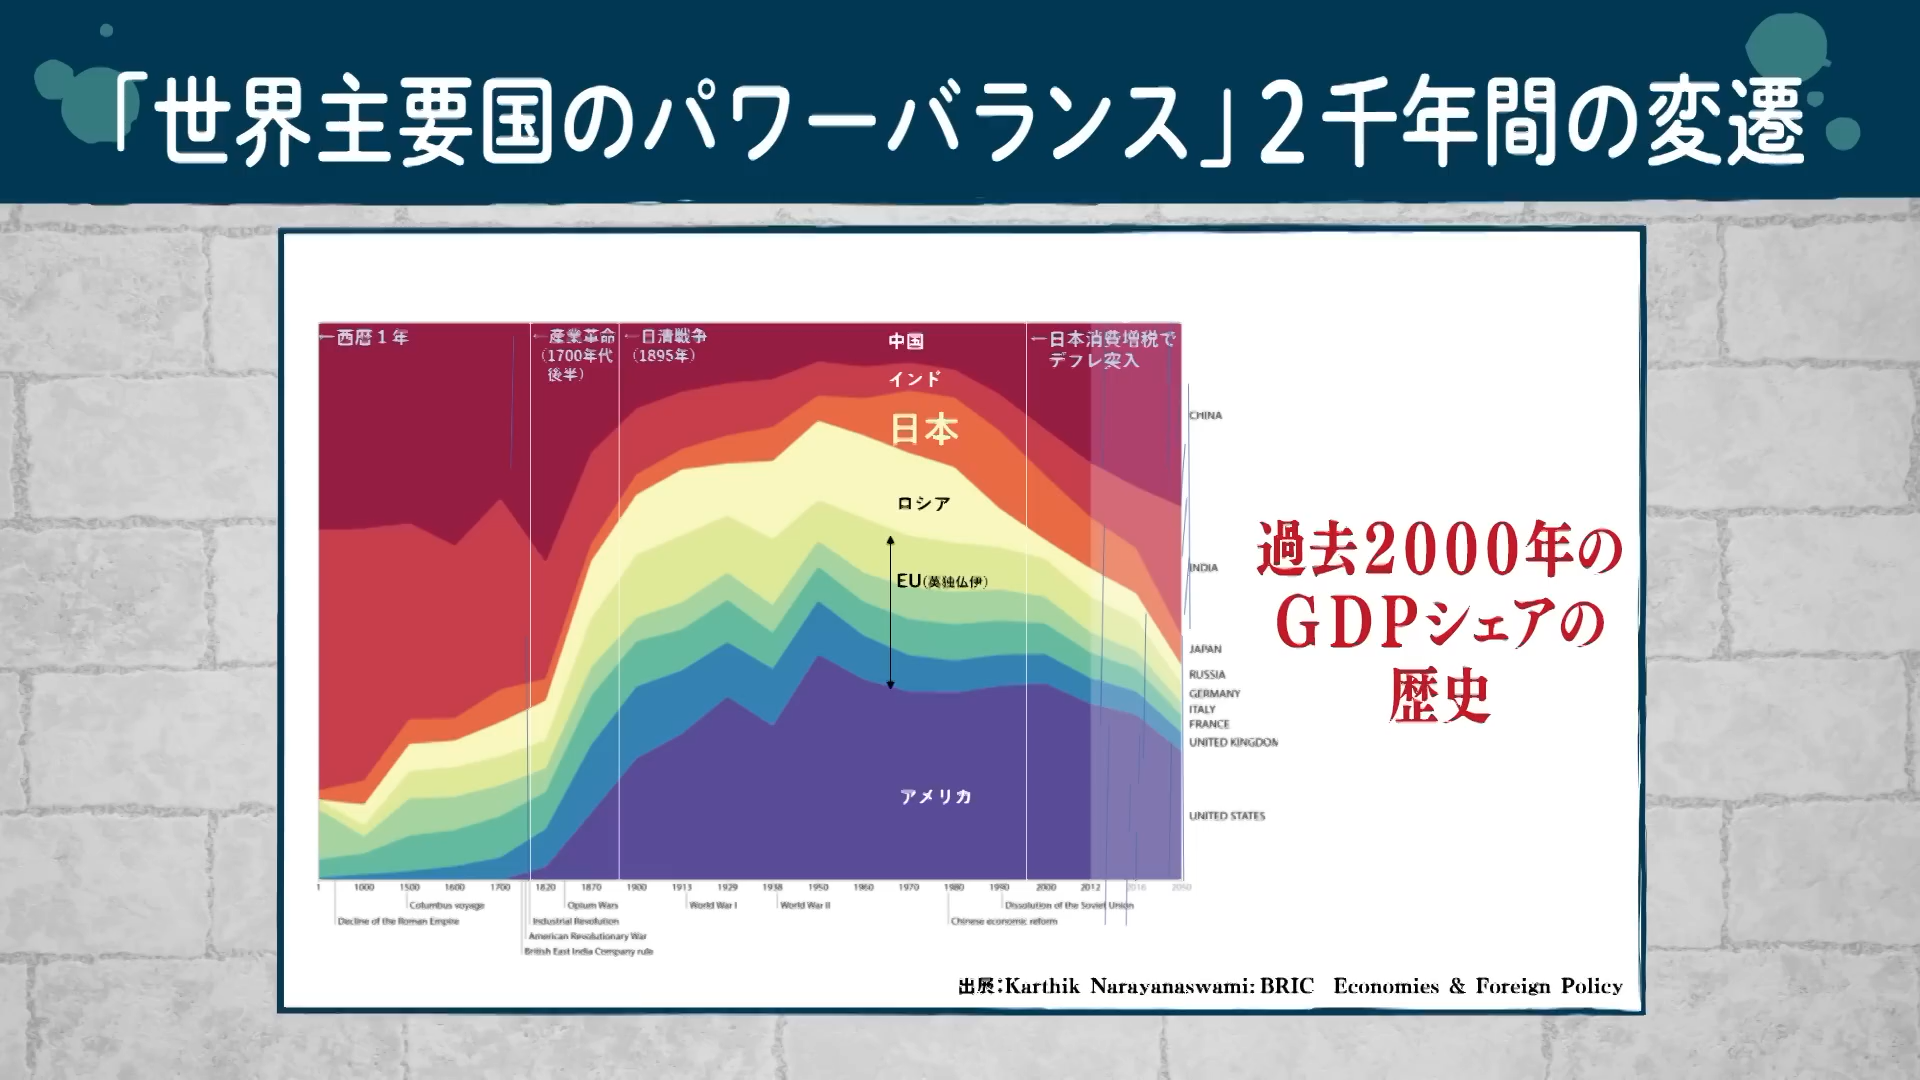 「世界主要国のパワーバランス」2千年間の変遷
←西暦1年
←産業革命
(1700年代
後半)
←日清戦争
(1895年)
中国
インド
日本
ロシア
EU(英独仏伊)
アメリカ
←日本消費増税で
デフレ突入
CHINA
INDIA
JAPAN
RUSSIA
GERMANY
ITALY
FRANCE
UNITED KINGDOM
UNITED STATES
過去2000年の
GDPシェアの
歴史
1 1000 1500 1600 1700 1820 1870 1900 1913 1929 1938 1950 1960 1970 1980 1990 2000 2012 2016 2050
Columbus voyage
Opium Wars
World War I
World War II
Dissolution of the Soviet Union
Decline of the Roman Empire
Industrial Revolution
Chinese economic reform
American Revolutionary War
British East India Company rule
出展:Karthik Narayanaswami: BRIC Economies & Foreign Policy